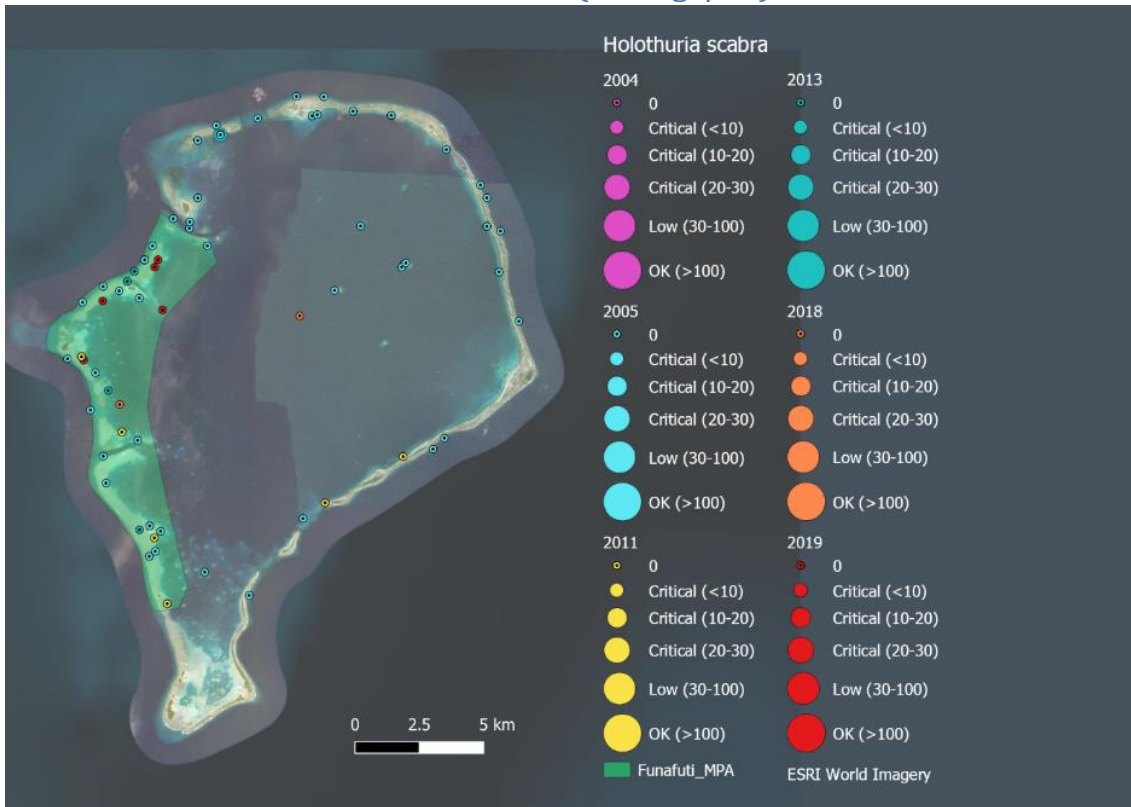 Holothuria scabra
2004
0
Critical (<10)
Critical (10-20)
Critical (20-30)
Low (30-100)
OK (>100)
2005
0
Critical (<10)
Critical (10-20)
Critical (20-30)
Low (30-100)
OK (>100)
2011
0
Critical (<10)
Critical (10-20)
Critical (20-30)
Low (30-100)
OK (>100)
Funafuti_MPA
2013
0
Critical (<10)
Critical (10-20)
Critical (20-30)
Low (30-100)
OK (>100)
2018
0
Critical (<10)
Critical (10-20)
Critical (20-30)
Low (30-100)
OK (>100)
2019
0
Critical (<10)
Critical (10-20)
Critical (20-30)
Low (30-100)
OK (>100)
ESRI World Imagery
0 2.5 5 km